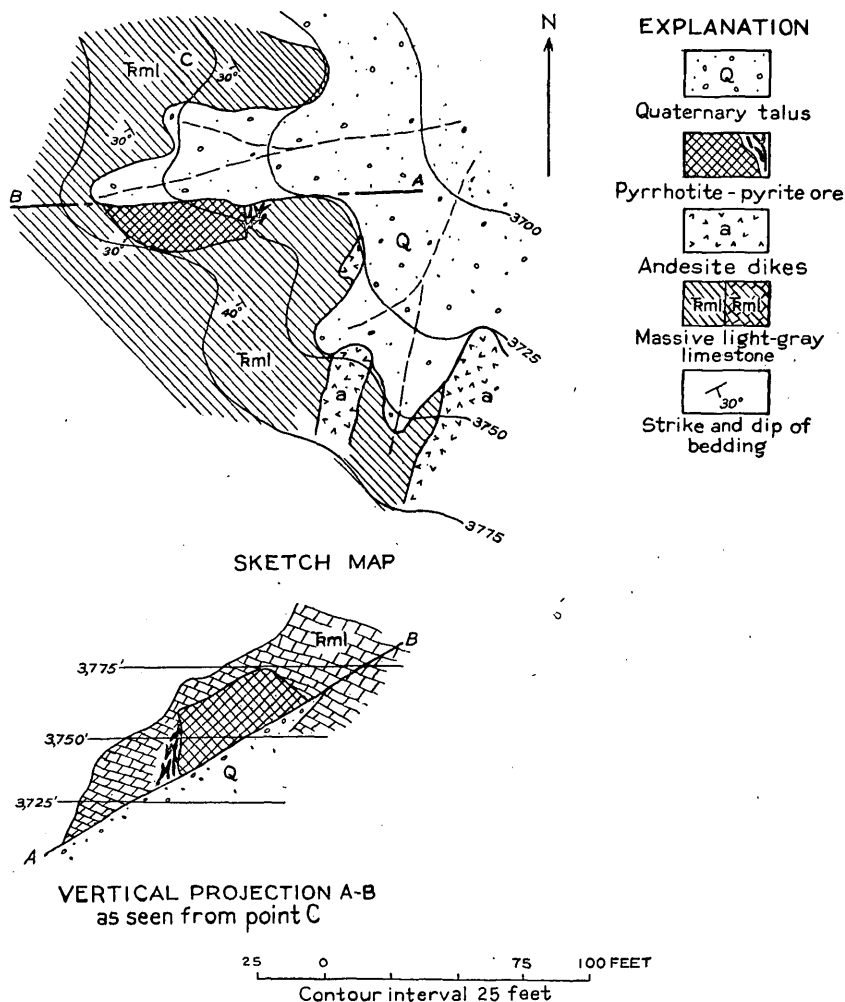 N
Ꞧml
C
30°
30°
B
A
3700
30°
Q
40°
Ꞧml
3725
a
a
3750
3775
SKETCH MAP
EXPLANATION
Q
Quaternary talus
Pyrrhotite-pyrite ore
a
Andesite dikes
Ꞧml Ꞧml
Massive light-gray
limestone
30°
Strike and dip of
bedding
Ꞧml
B
3,775'
3,750'
Q
3,725'
A
VERTICAL PROJECTION A-B
as seen from point C
25 0 75 100 FEET
Contour interval 25 feet